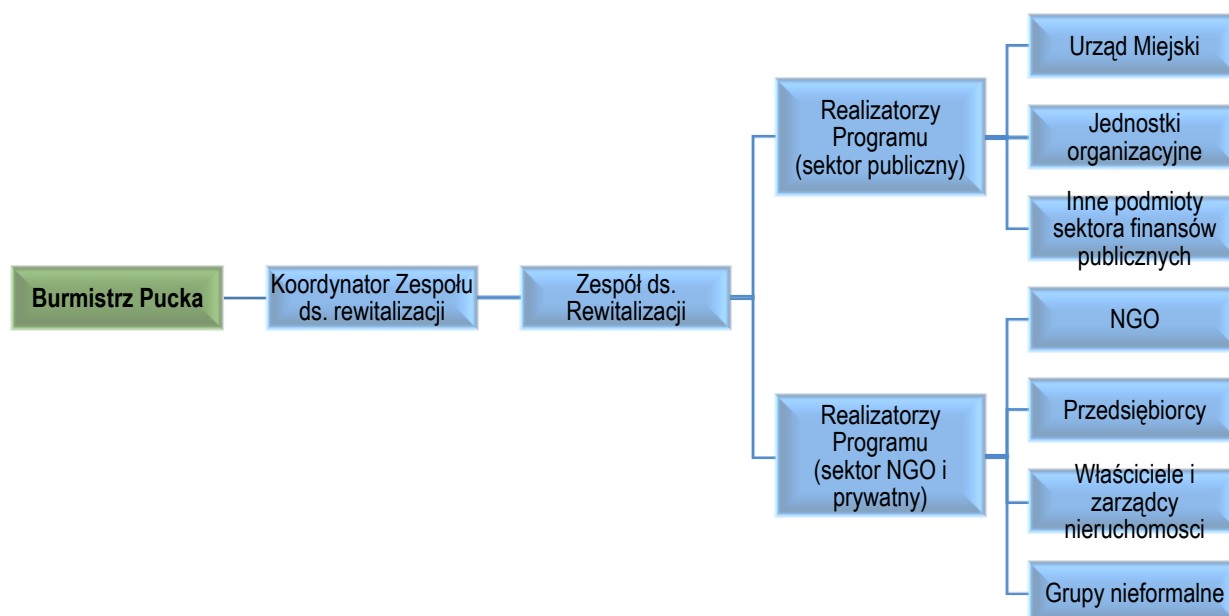 Burmistrz Pucka
Koordynator Zespołu
ds. rewitalizacji
Zespół ds.
Rewitalizacji
Realizatorzy
Programu
(sektor publiczny)
Urząd Miejski
Jednostki
organizacyjne
Inne podmioty
sektora finansów
publicznych
Realizatorzy
Programu
(sektor NGO i
prywatny)
NGO
Przedsiębiorcy
Właściciele i
zarządcy
nieruchomosci
Grupy nieformalne